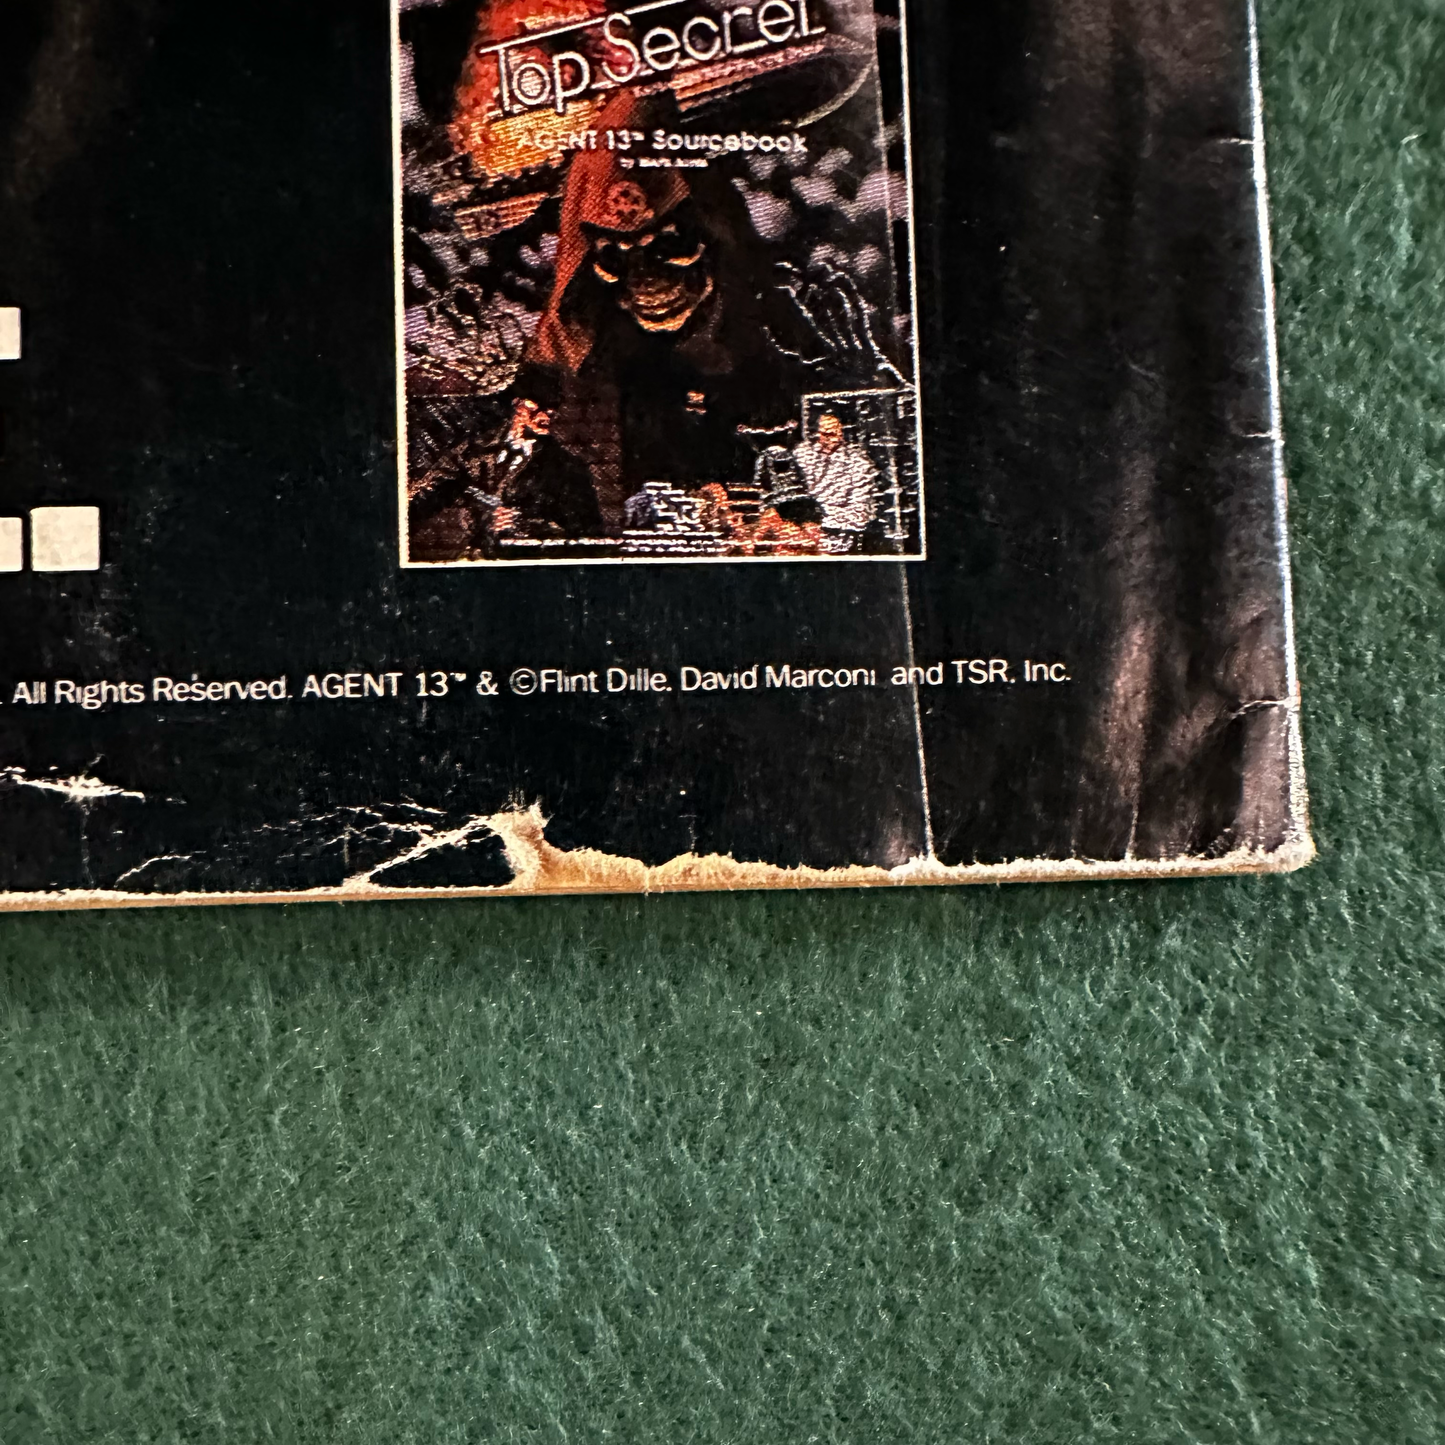 Top Secret
AGENT 13™ Sourcebook
. All Rights Reserved. AGENT 13™ & ©Flint Dille. David Marconi and TSR, Inc.